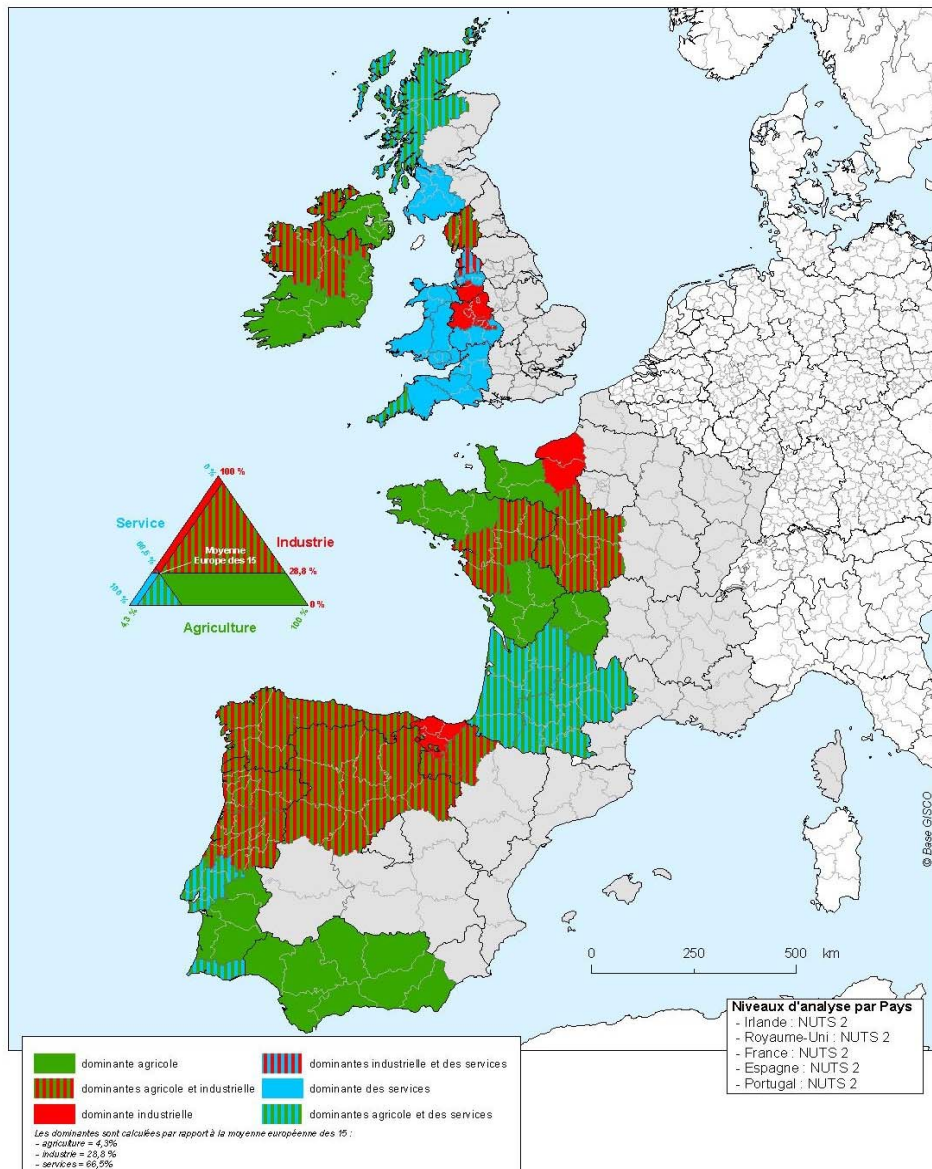 0 %
100 %
Service
66,5 %
Industrie
Moyenne
Europe des 15
28,8 %
100 %
0 %
4,3 %
Agriculture
100 %
© Base GISCO
0 500 km
Niveaux d'analyse par Pays
- Irlande : NUTS 2
- Royaume-Uni : NUTS 2
- France : NUTS 2
- Espagne : NUTS 2
- Portugal : NUTS 2
dominante agricole
dominantes agricole et industrielle
dominante industrielle
dominantes industrielle et des services
dominante des services
dominantes agricole et des services
Les dominantes sont calculées par rapport à la moyenne européenne des 15 :
- agriculture = 4,3%
- industrie = 28,8 %
- services = 66,5%